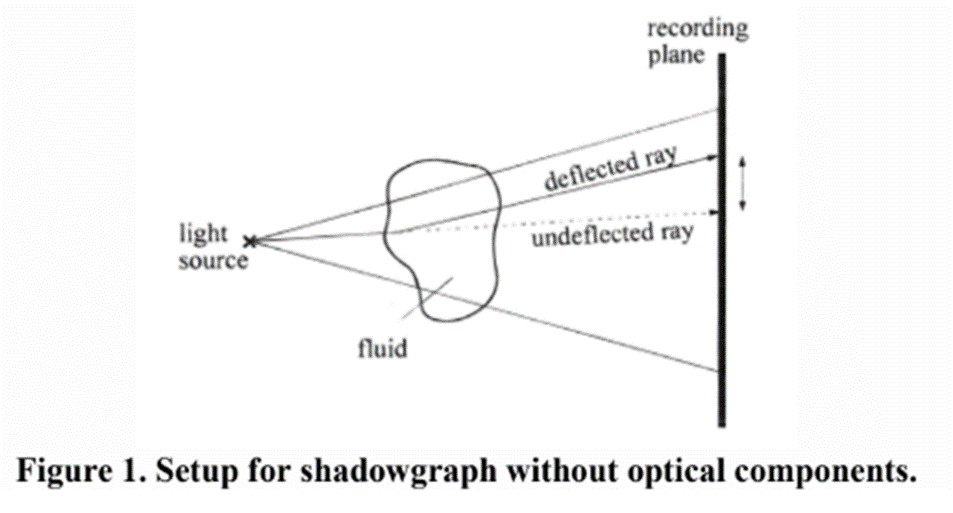 recording
plane
deflected ray
light
source
undeflected ray
fluid
Figure 1. Setup for shadowgraph without optical components.